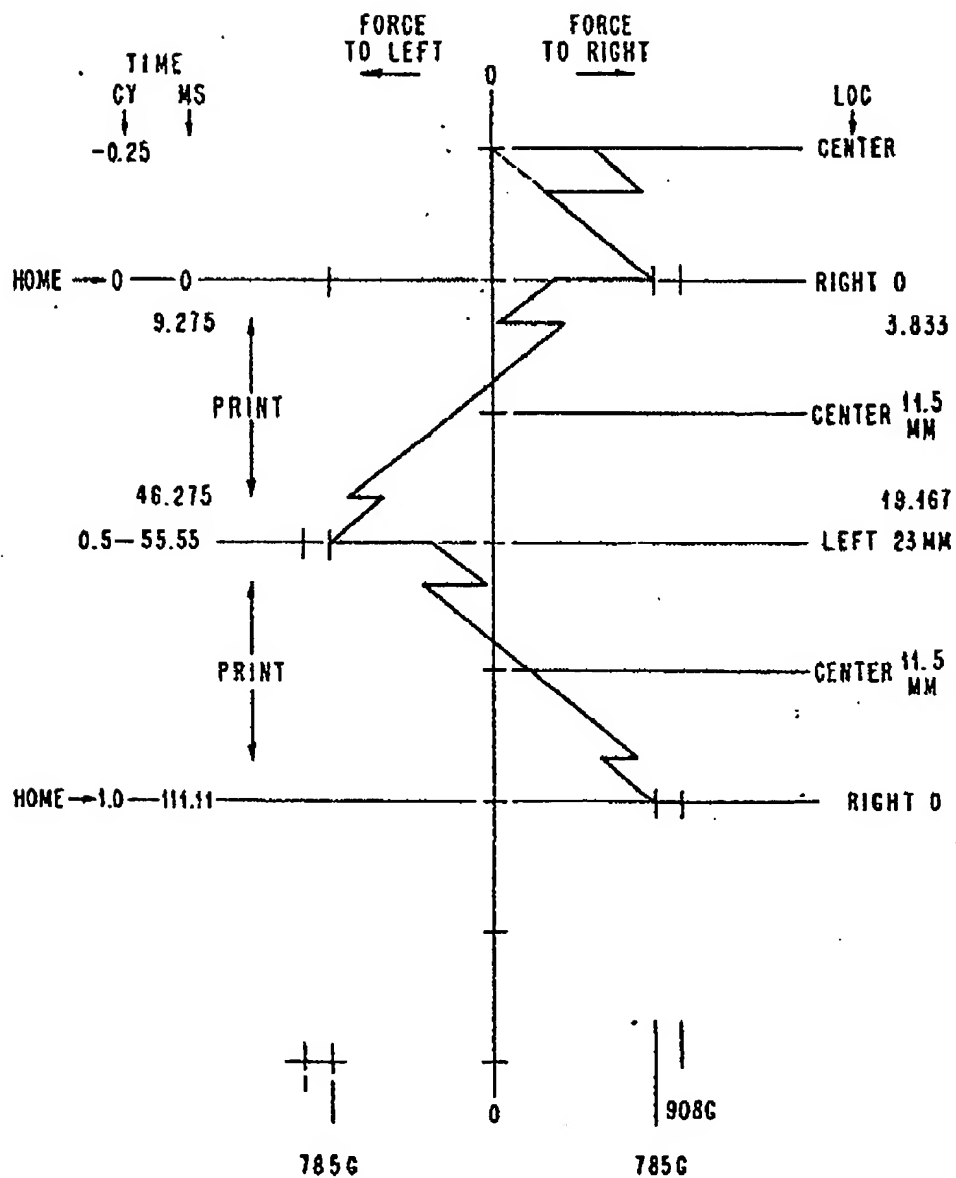 FORCE TO LEFT
FORCE TO RIGHT
0
TIME
CY MS
LOC
-0.25
CENTER
HOME 0 0
RIGHT 0
9.275
3.833
PRINT
CENTER 11.5 MM
46.275
19.167
0.5 55.55
LEFT 23 MM
PRINT
CENTER 11.5 MM
HOME 1.0 111.11
RIGHT 0
0
908G
785G
785G